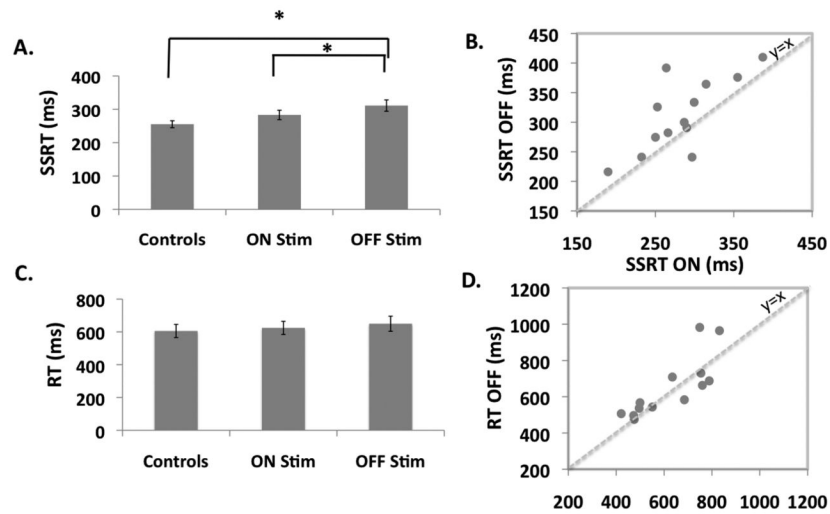 A.
*
*
SSRT (ms)
400
300
200
100
0
Controls ON Stim OFF Stim
B.
SSRT OFF (ms)
450
400
350
300
250
200
150
y=x
150 250 350 450
SSRT ON (ms)
C.
RT (ms)
800
600
400
200
0
Controls ON Stim OFF Stim
D.
RT OFF (ms)
1200
1000
800
600
400
200
y=x
200 400 600 800 1000 1200